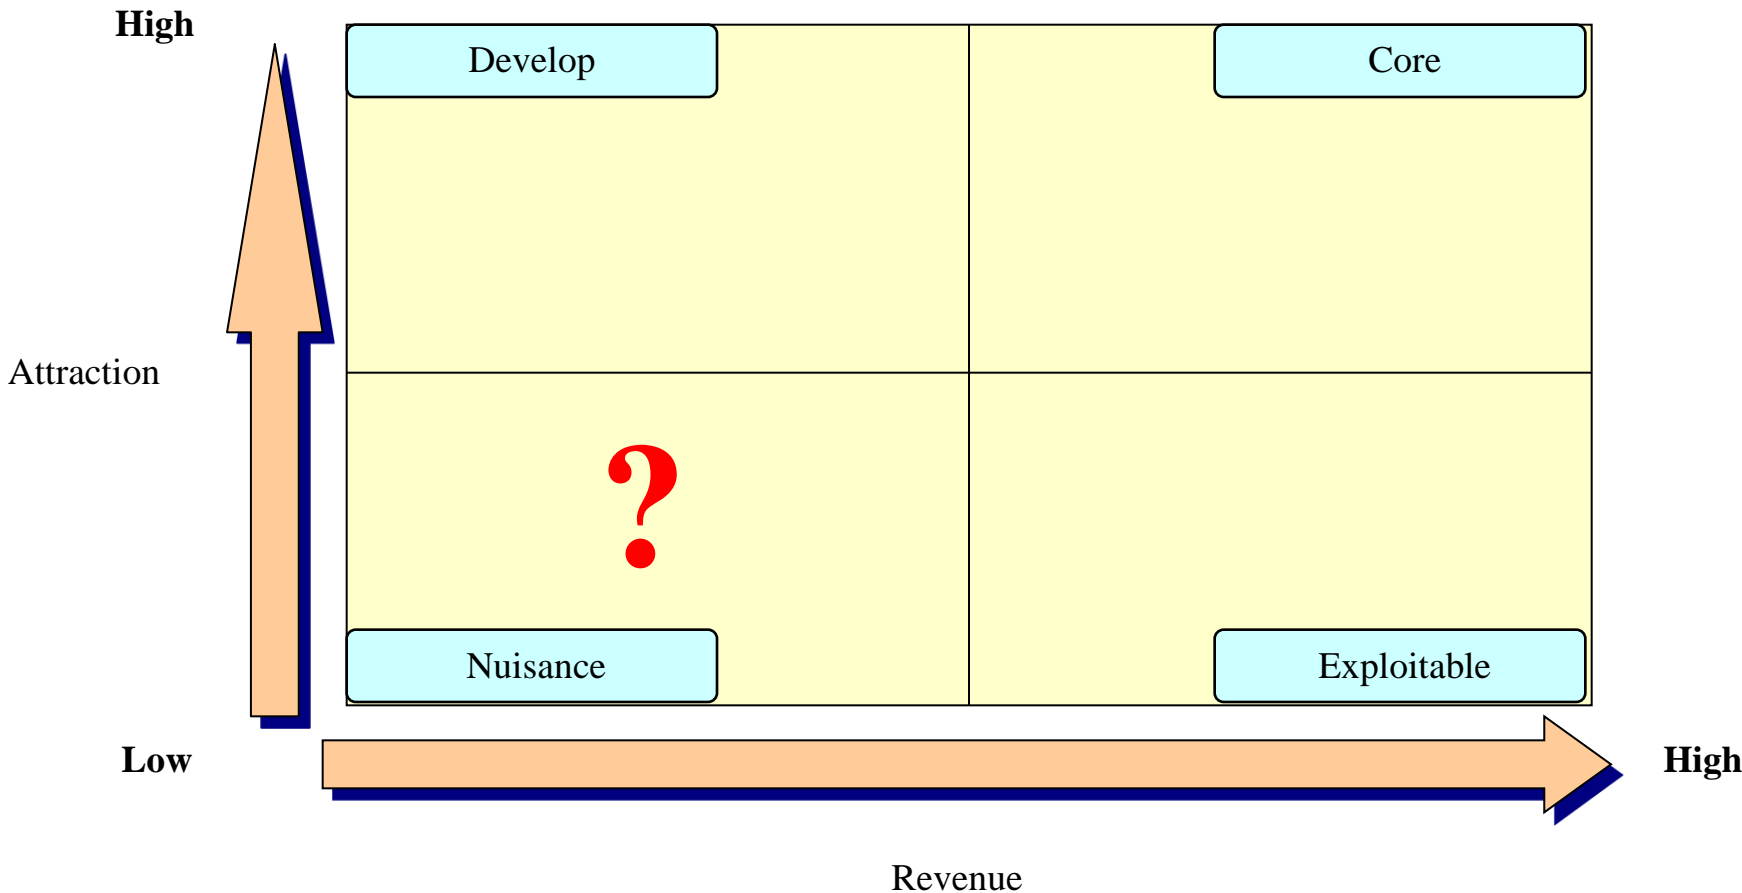 High
Develop
Core
Attraction
?
Nuisance
Exploitable
Low
High
Revenue